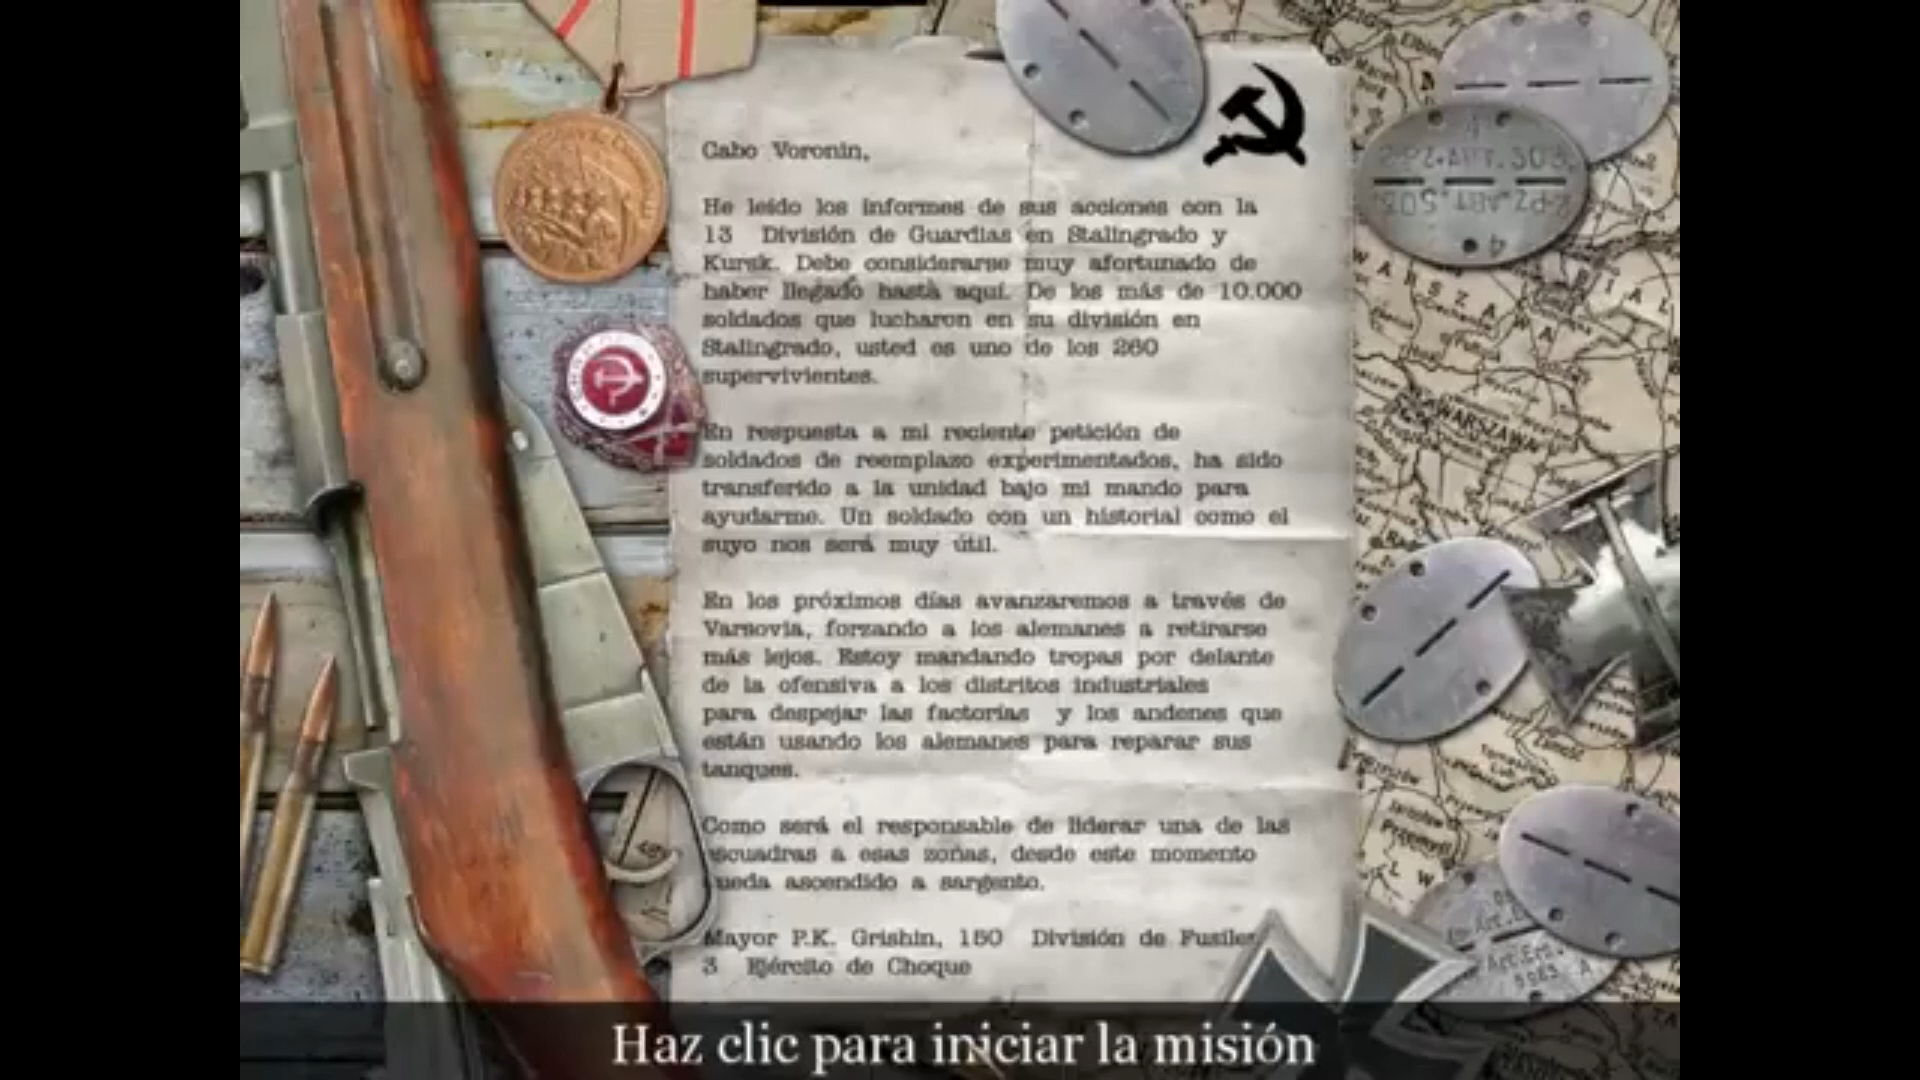 Cabo Voronin,
He leído los informes de sus acciones con la
13 División de Guardias en Stalingrado y
Kursk. Debe considerarse muy afortunado de
haber llegado hasta aquí. De los más de 10.000
soldados que lucharon en su división en
Stalingrado, usted es uno de los 260
supervivientes.
En respuesta a mi reciente petición de
soldados de reemplazo experimentados, ha sido
transferido a la unidad bajo mi mando para
ayudarme. Un soldado con un historial como el
suyo nos será muy útil.
En los próximos días avanzaremos a través de
Varsovia, forzando a los alemanes a retirarse
más lejos. Estoy mandando tropas por delante
de la ofensiva a los distritos industriales
para despejar las factorías y los andenes que
están usando los alemanes para reparar sus
tanques.
Como será el responsable de liderar una de las
escuadras a esas zonas, desde este momento
queda ascendido a sargento.
Mayor P.K. Grishin, 150 División de Fusile
3 Ejército de Choque
Haz clic para iniciar la misión
WARSZAWA
WARSZAWA
Przemyśl